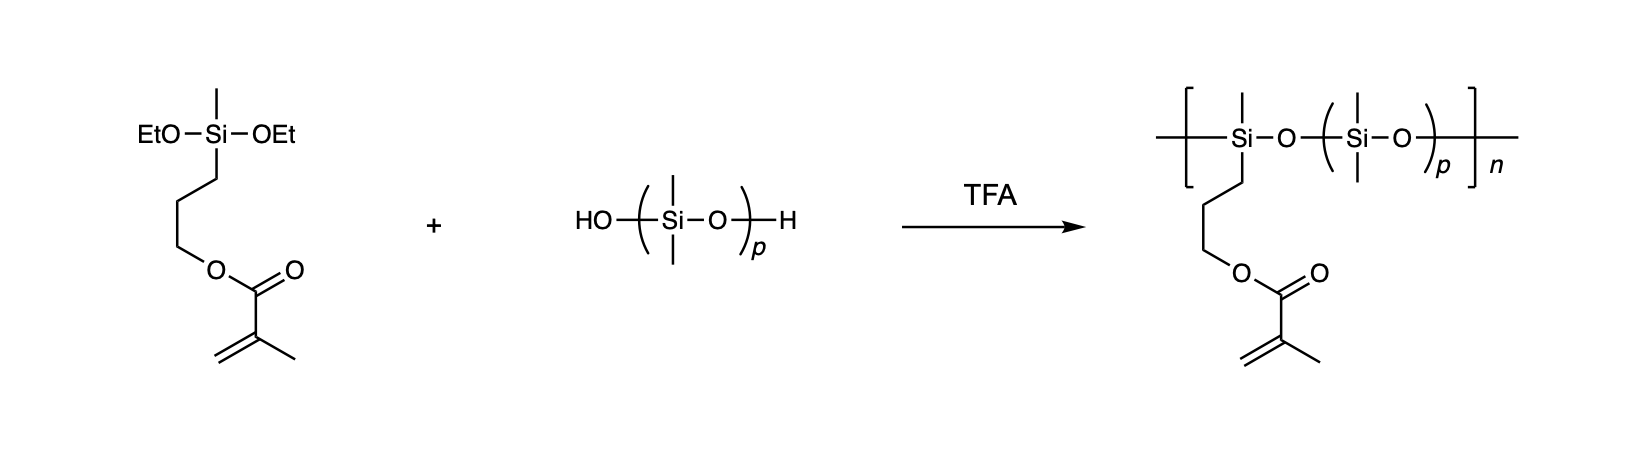 EtO Si OEt
O O
+
HO ( Si O ) H
p
TFA
[ Si O ( Si O ) ]
p n
O O